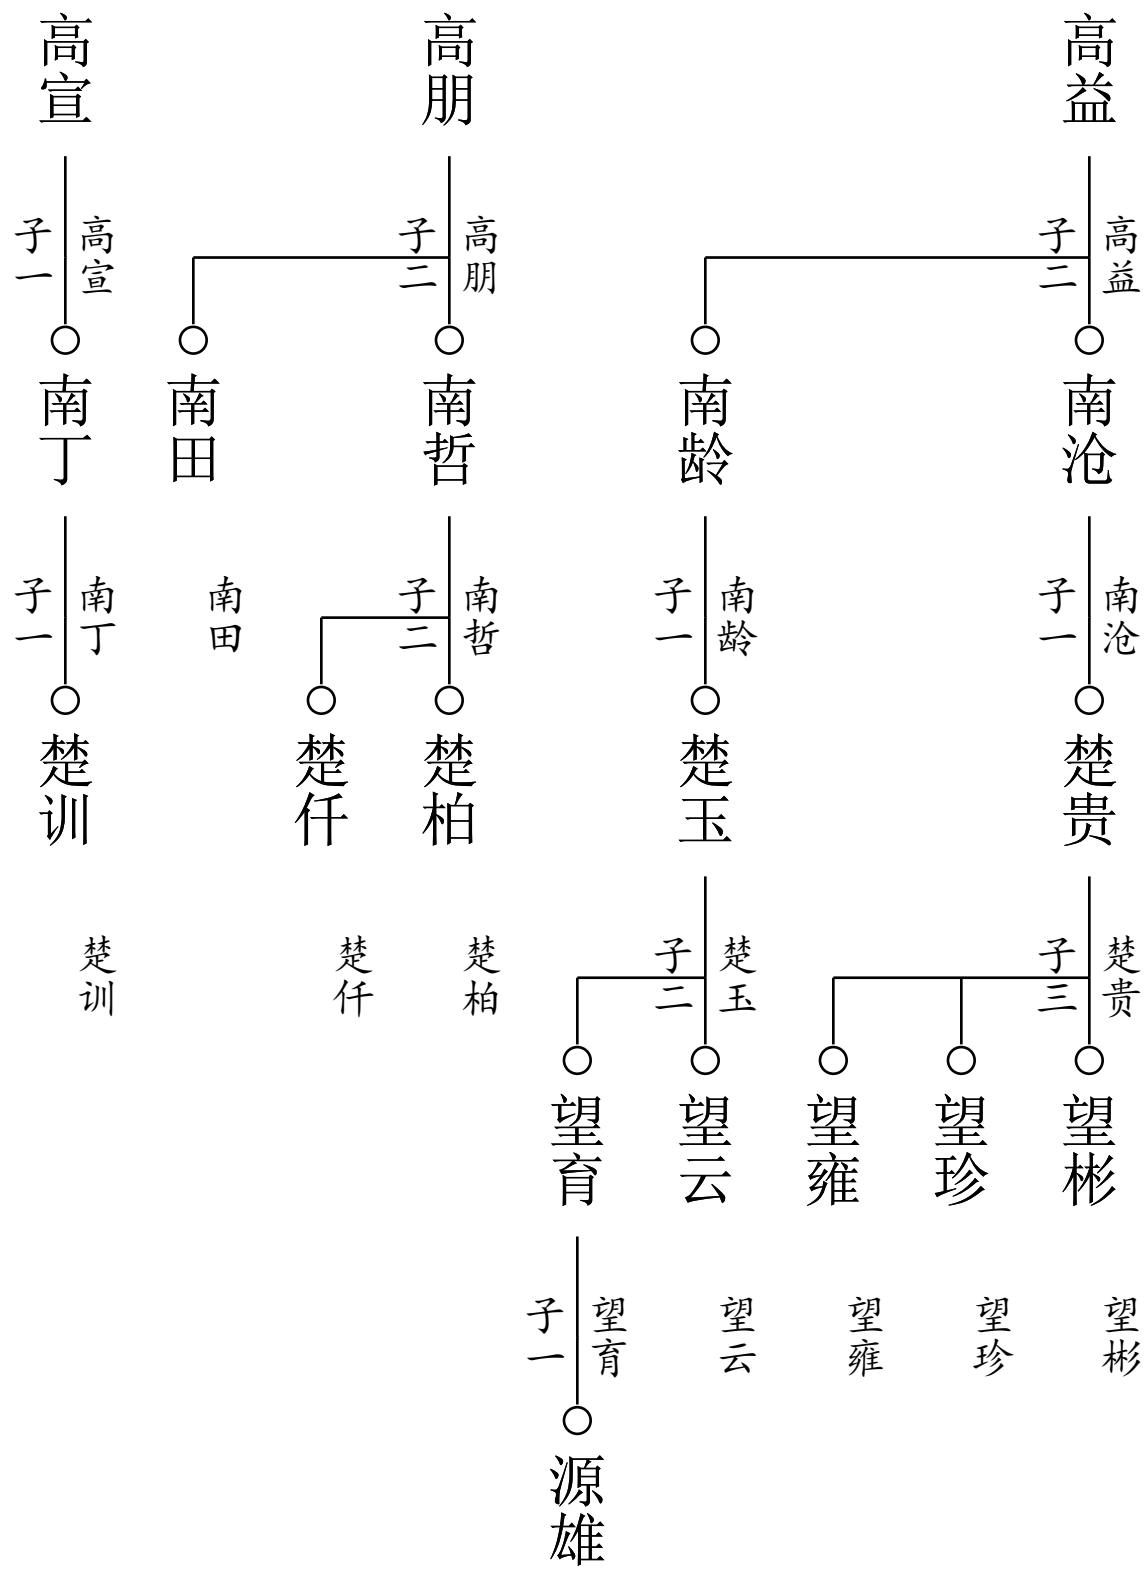 高益
高朋
高宣
高益
子二
高朋
子二
高宣
子一
南沧
南龄
南哲
南田
南丁
南沧
子一
南龄
子一
南哲
子二
南田
南丁
子一
楚贵
楚玉
楚柏
楚仟
楚训
楚贵
子三
楚玉
子二
楚柏
楚仟
楚训
望彬
望珍
望雍
望云
望育
望彬
望珍
望雍
望云
望育
子一
源雄